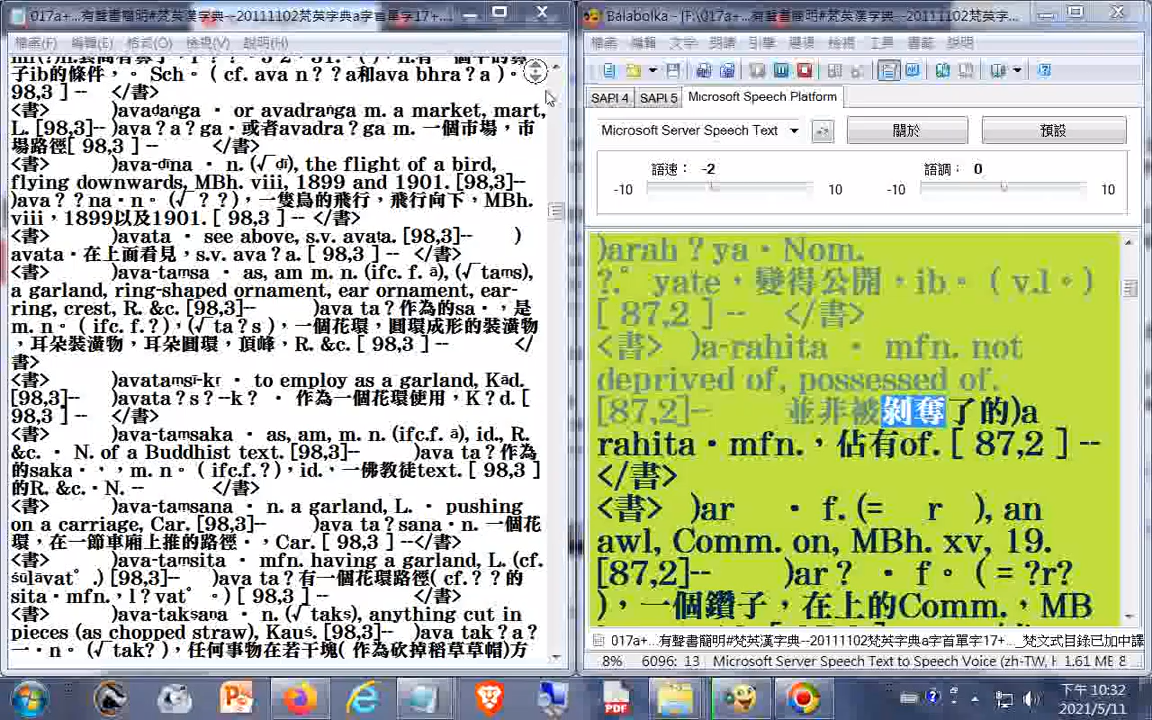 017a+...有聲書簡明#梵英漢字典--20111102梵英字典a字首單字17+...
檔案(F) 編輯(E) 格式(O) 檢視(V) 說明(H)
子ib的條件，。 Sch。（ cf. ava n？？a和ava bhra？a）。
98,3 ] -- </書>
<書> )avadaṅga ・ or avadraṅga m. a market, mart,
L. [98,3]-- )ava？a？ga・或者avadra？ga m. 一個市場，市
場路徑[ 98,3 ] -- </書>
<書> )ava-ḍīna ・ n. (√ḍī), the flight of a bird,
flying downwards, MBh. viii, 1899 and 1901. [98,3]--
)ava？？na・n. (√？？)，一隻鳥的飛行，飛行向下，MBh.
viii，1899以及1901. [ 98,3 ] -- </書>
<書> )avata ・ see above, s.v. avaṭa. [98,3]-- )
avata・在上面看見，s.v. ava？a. [ 98,3 ] -- </書>
<書> )ava-taṃsa ・ as, am m. n. (ifc. f. ā), (√taṃs),
a garland, ring-shaped ornament, ear ornament, ear-
ring, crest, R. &c. [98,3]-- )ava ta？作為的sa・，是
m. n。（ ifc. f.？)，(√ta？s )，一個花環，圓環成形的裝潢物
，耳朵裝潢物，耳朵圓環，頂峰，R. &c. [ 98,3 ] -- </
書>
<書> )avataṃsī-kṛ ・ to employ as a garland, Kād.
[98,3]-- )avata？s？--k？ ・ 作為一個花環使用，K？d. [
98,3 ] -- </書>
<書> )ava-taṃsaka ・ as, am, m. n. (ifc.f. ā), id., R.
&c. ・ N. of a Buddhist text. [98,3]-- )ava ta？作為
的saka・，，m. n。（ ifc.f.？)，id，一佛教徒text. [ 98,3 ]
的R. &c.・N. -- </書>
<書> )ava-taṃsana ・ n. a garland, L. ・ pushing
on a carriage, Car. [98,3]-- )ava ta？sana・n. 一個花
環，在一節車廂上推的路徑・，Car. [ 98,3 ] --</書>
<書> )ava-taṃsita ・ mfn. having a garland, L. (cf.
śūlāvat°.) [98,3]-- )ava ta？有一個花環路徑( cf.？？的
sita・mfn.，l？vat°。) [ 98,3 ] -- </書>
<書> )ava-takṣaṇa ・ n. (√takṣ), anything cut in
pieces (as chopped straw), Kauś. [98,3]-- )ava tak？a？
一・n. (√tak？)，任何事物在若干塊( 作為砍掉稻草草帽)方
Balabolka - [F:\017a+...有聲書簡明#梵英漢字典--20111102梵英字...
檔案 編輯 文字 朗讀 引擎 選項 檢視 工具 書籤 說明
SAPI 4 SAPI 5 Microsoft Speech Platform
Microsoft Server Speech Text 關於 預設
語速： -2 語調： 0
-10 10 -10 10
)arah？ya・Nom.
？.°yate，變得公開，ib。（ v.l。）
[ 87,2 ] -- </書>
<書> )a-rahita ・ mfn. not
deprived of, possessed of.
[87,2]-- 並非被剝奪了的)a
rahita・mfn.，佔有of. [ 87,2 ] --
</書>
<書> )ar ・ f. (= r ), an
awl, Comm. on, MBh. xv, 19.
[87,2]-- )ar？ ・ f。（ =？r？
)，一個鑽子，在上的Comm.，MB
017a+...有聲書簡明#梵英漢字典--20111102梵英字典a字首單字17+..._梵文式目錄已加中譯
8% 6096: 13 Microsoft Server Speech Text to Speech Voice (zh-TW, H 1.61 MB 8
PDF
下午 10:32
2021/5/11